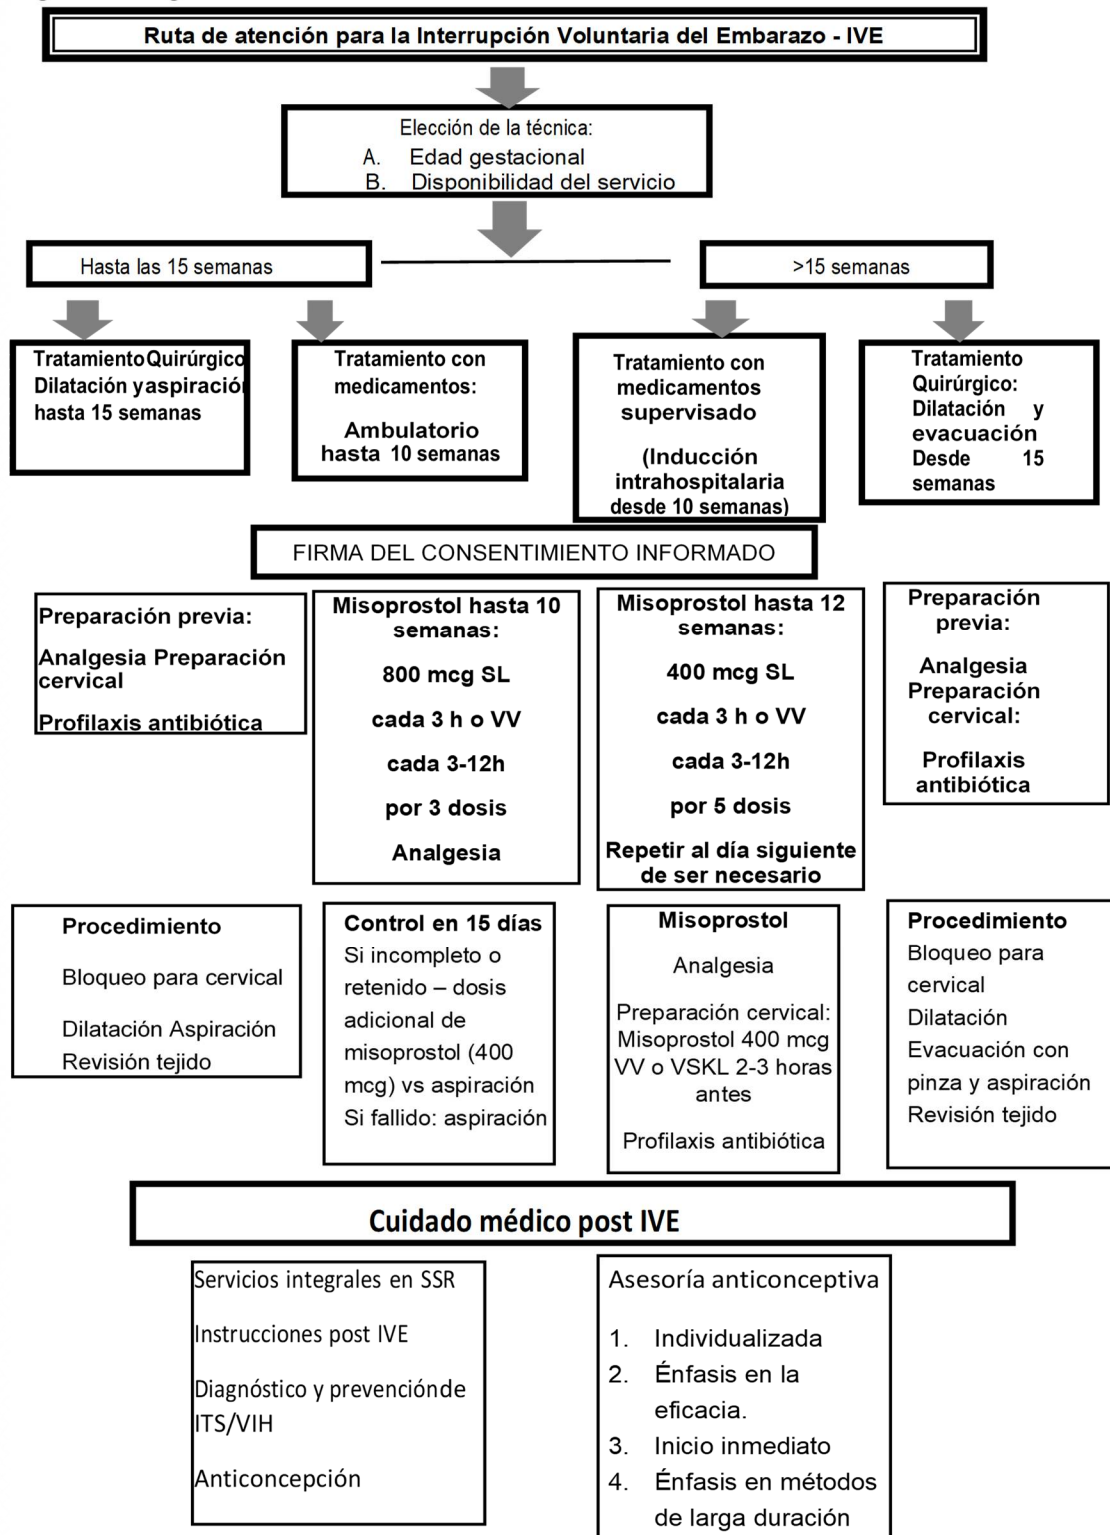 Ruta de atención para la Interrupción Voluntaria del Embarazo - IVE
Elección de la técnica:
A. Edad gestacional
B. Disponibilidad del servicio
Hasta las 15 semanas
>15 semanas
Tratamiento Quirúrgico
Dilatación y aspiración
hasta 15 semanas
Tratamiento con
medicamentos:
Ambulatorio
hasta 10 semanas
Tratamiento con
medicamentos
supervisado
(Inducción
intrahospitalaria
desde 10 semanas)
Tratamiento
Quirúrgico:
Dilatación y
evacuación
Desde 15
semanas
FIRMA DEL CONSENTIMIENTO INFORMADO
Preparación previa:
Analgesia Preparación
cervical
Profilaxis antibiótica
Misoprostol hasta 10
semanas:
800 mcg SL
cada 3 h o VV
cada 3-12h
por 3 dosis
Analgesia
Misoprostol hasta 12
semanas:
400 mcg SL
cada 3 h o VV
cada 3-12h
por 5 dosis
Repetir al día siguiente
de ser necesario
Preparación
previa:
Analgesia
Preparación
cervical:
Profilaxis
antibiótica
Procedimiento
Bloqueo para cervical
Dilatación Aspiración
Revisión tejido
Control en 15 días
Si incompleto o
retenido – dosis
adicional de
misoprostol (400
mcg) vs aspiración
Si fallido: aspiración
Misoprostol
Analgesia
Preparación cervical:
Misoprostol 400 mcg
VV o VSKL 2-3 horas
antes
Profilaxis antibiótica
Procedimiento
Bloqueo para
cervical
Dilatación
Evacuación con
pinza y aspiración
Revisión tejido
Cuidado médico post IVE
Servicios integrales en SSR
Instrucciones post IVE
Diagnóstico y prevención de
ITS/VIH
Anticoncepción
Asesoría anticonceptiva
1. Individualizada
2. Énfasis en la
eficacia.
3. Inicio inmediato
4. Énfasis en métodos
de larga duración